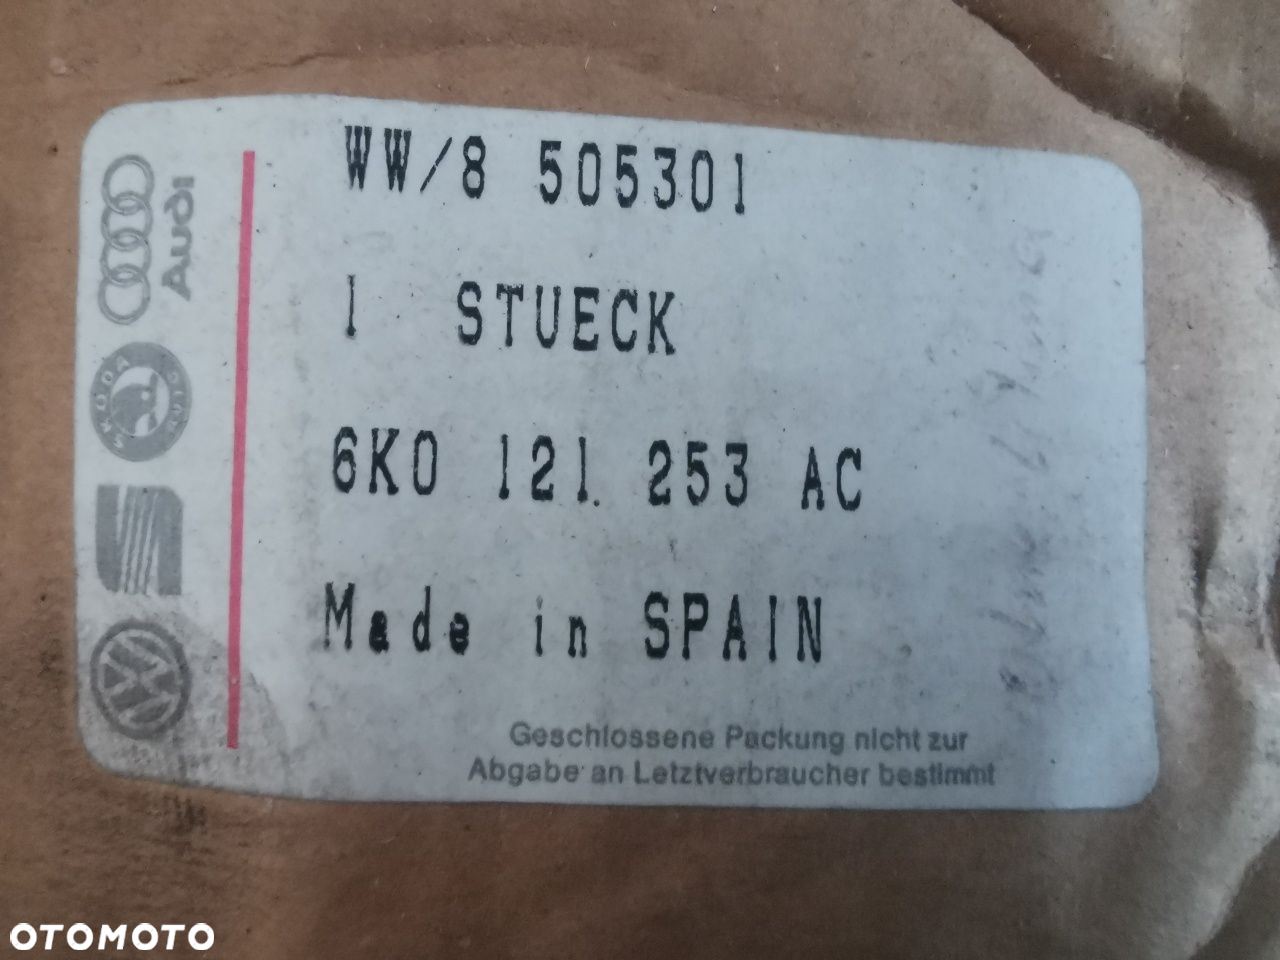 WW/8 505301
1 STUECK
6K0 121. 253 AC
Made in SPAIN
Geschlossene Packung nicht zur
Abgabe an Letztverbraucher bestimmt
Audi
SKODA
OTOMOTO